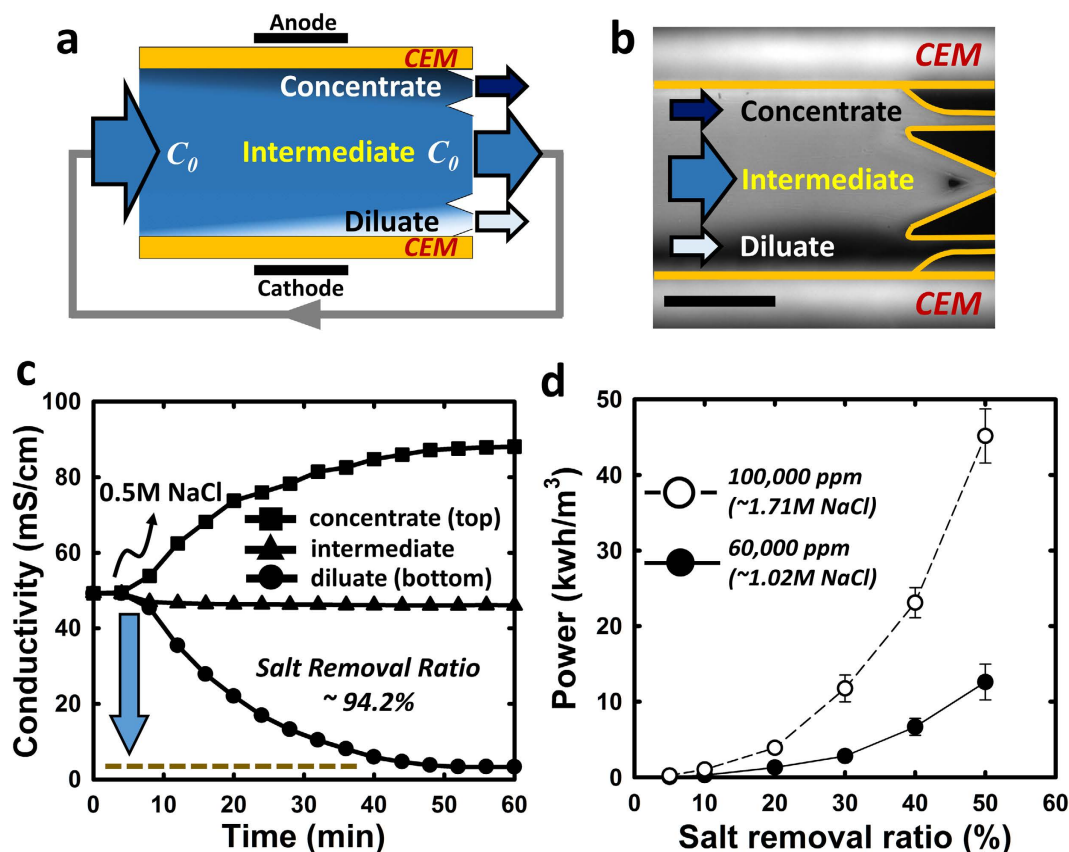 a
Anode
CEM
Concentrate
C0
Intermediate
C0
Diluate
CEM
Cathode
b
CEM
Concentrate
Intermediate
Diluate
CEM
c
Conductivity (mS/cm)
100
80
60
40
20
0
0.5M NaCl
concentrate (top)
intermediate
diluate (bottom)
Salt Removal Ratio
~ 94.2%
0 10 20 30 40 50 60
Time (min)
d
Power (kwh/m3)
50
40
30
20
10
0
100,000 ppm
(~1.71M NaCl)
60,000 ppm
(~1.02M NaCl)
0 10 20 30 40 50 60
Salt removal ratio (%)